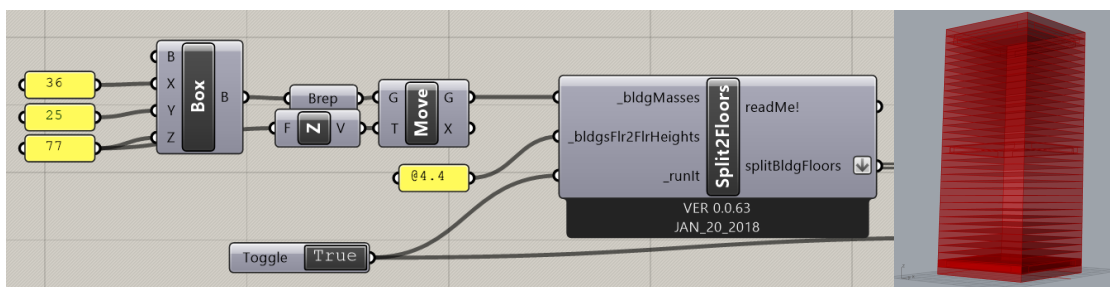 36
25
77
B
X
Y
Z
Box
B
Brep
F
Z
V
G
T
Move
G
X
@4.4
Toggle
True
_bldgMasses
_bldgsFlr2FlrHeights
_runIt
Split2Floors
readMe!
splitBldgFloors
VER 0.0.63
JAN_20_2018